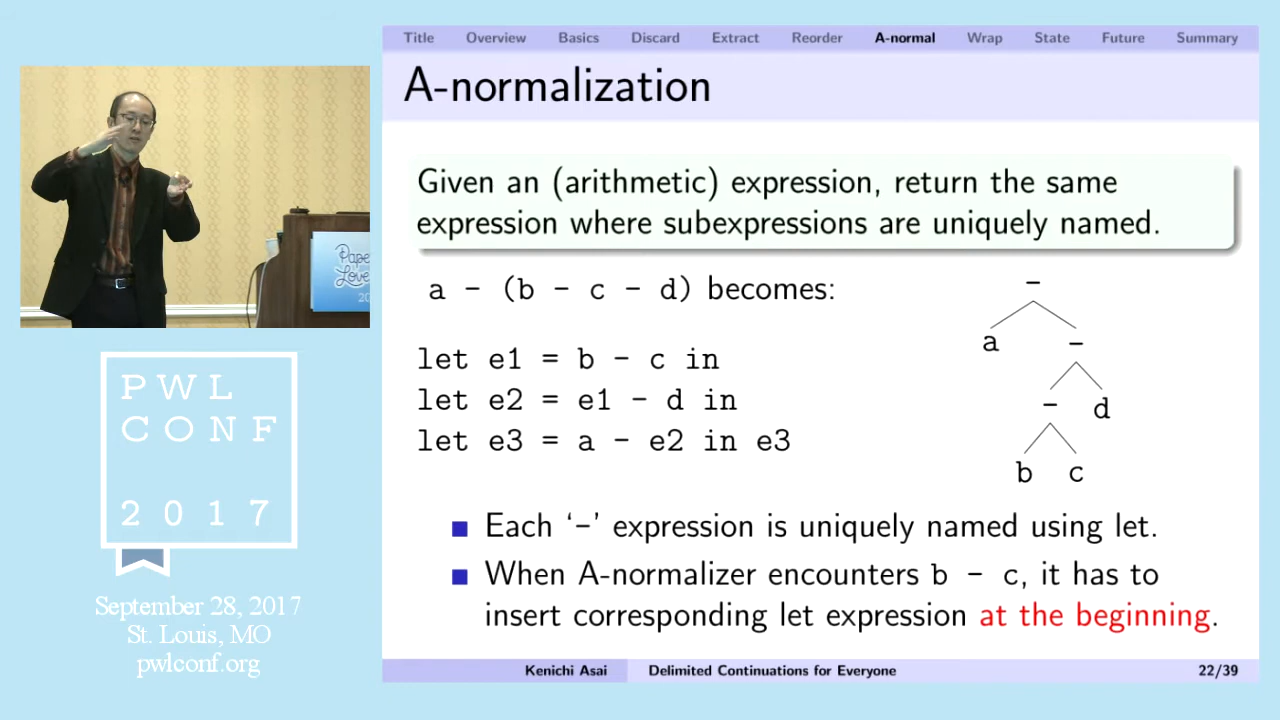 Title Overview Basics Discard Extract Reorder A-normal Wrap State Future Summary
A-normalization
Given an (arithmetic) expression, return the same
expression where subexpressions are uniquely named.
a - (b - c - d) becomes:
let e1 = b - c in
let e2 = e1 - d in
let e3 = a - e2 in e3
-
a -
- d
b c
Each ‘-’ expression is uniquely named using let.
When A-normalizer encounters b - c, it has to
insert corresponding let expression at the beginning.
Kenichi Asai Delimited Continuations for Everyone 22/39
Love
PWL
CONF
2017
September 28, 2017
St. Louis, MO
pwlconf.org